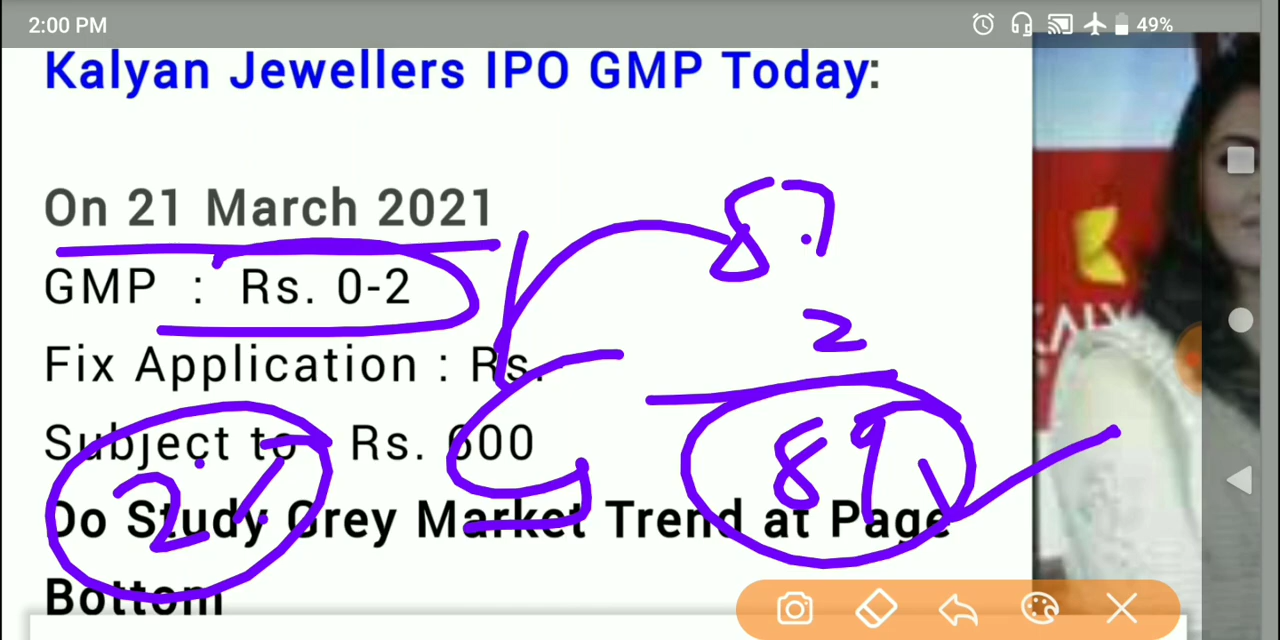 2:00 PM
49%
Kalyan Jewellers IPO GMP Today:
On 21 March 2021
GMP : Rs. 0-2
87
2
Fix Application : Rs.
89
Subject to Rs. 600
2%
Do Study Grey Market Trend at Page
Bottom